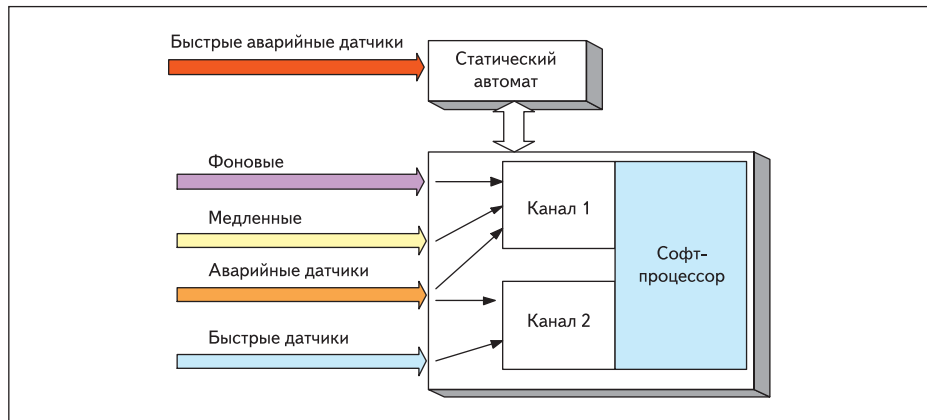 Быстрые аварийные датчики
Статический
автомат
Фоновые
Медленные
Аварийные датчики
Быстрые датчики
Канал 1
Канал 2
Софт-
процессор